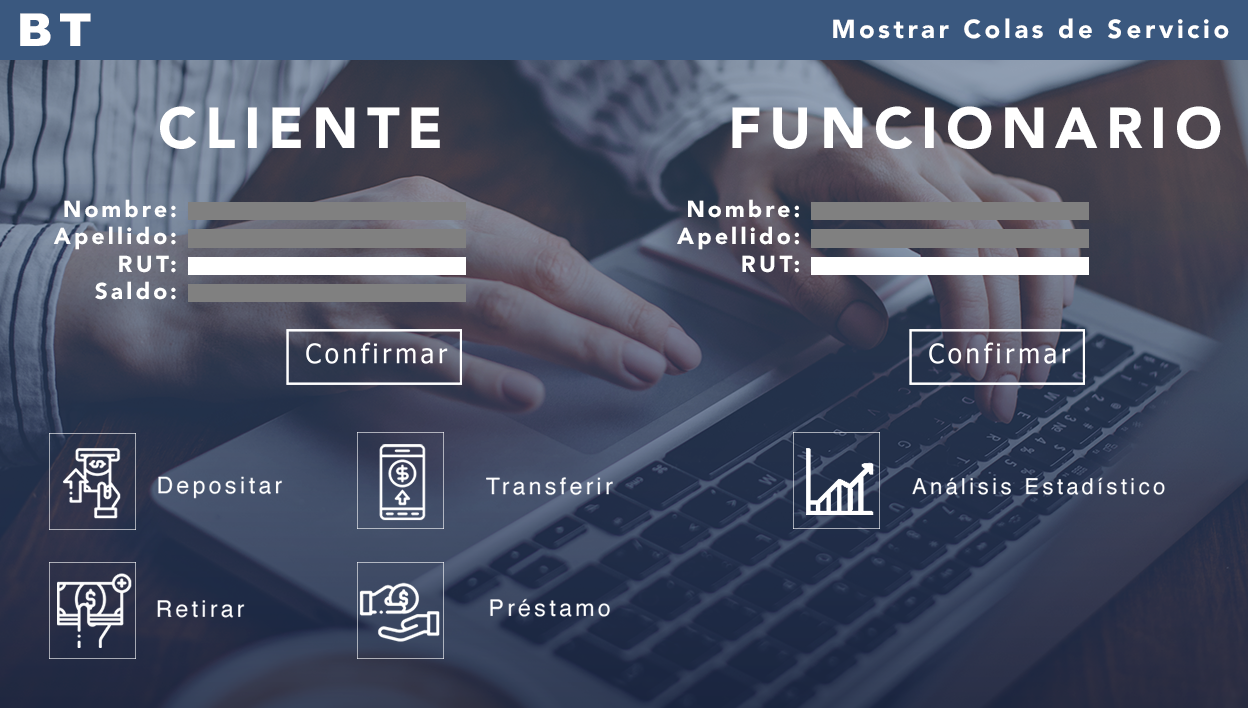 BT
Mostrar Colas de Servicio
CLIENTE
Nombre:
Apellido:
RUT:
Saldo:
Confirmar
Depositar
Transferir
Retirar
Préstamo
FUNCIONARIO
Nombre:
Apellido:
RUT:
Confirmar
Análisis Estadístico